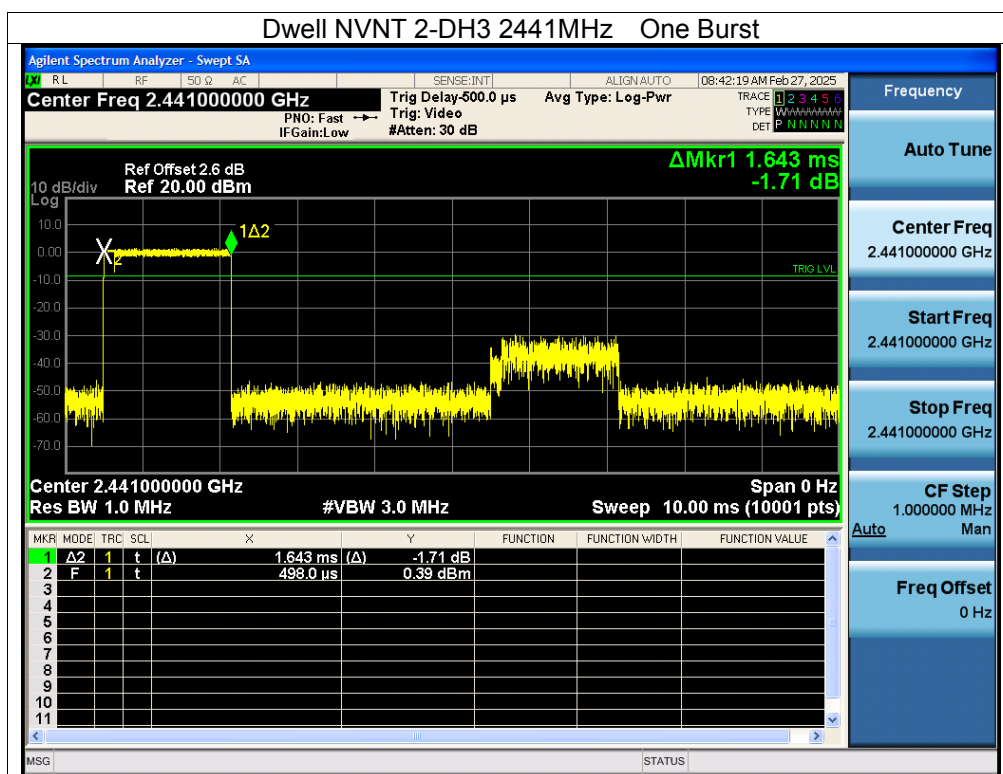 Dwell NVNT 2-DH3 2441MHz One Burst
Agilent Spectrum Analyzer - Swept SA
LXI RL RF 50 Ω AC SENSE:INT ALIGN AUTO 08:42:19 AM Feb 27, 2025
Center Freq 2.441000000 GHz
PNO: Fast
IFGain:Low
Trig Delay-500.0 µs
Trig: Video
#Atten: 30 dB
Avg Type: Log-Pwr
TRACE 1 2 3 4 5 6
TYPE WWWWWW
DET P N N N N N
Ref Offset 2.6 dB
10 dB/div Ref 20.00 dBm
Log
ΔMkr1 1.643 ms
-1.71 dB
10.0
0.00
-10.0
-20.0
-30.0
-40.0
-50.0
-60.0
-70.0
X2
1Δ2
TRIG LVL
Center 2.441000000 GHz Span 0 Hz
Res BW 1.0 MHz #VBW 3.0 MHz Sweep 10.00 ms (10001 pts)
MKR MODE TRC SCL X Y FUNCTION FUNCTION WIDTH FUNCTION VALUE
1 Δ2 1 t (Δ) 1.643 ms (Δ) -1.71 dB
2 F 1 t 498.0 µs 0.39 dBm
3
4
5
6
7
8
9
10
11
MSG STATUS
Frequency
Auto Tune
Center Freq
2.441000000 GHz
Start Freq
2.441000000 GHz
Stop Freq
2.441000000 GHz
CF Step
1.000000 MHz
Auto Man
Freq Offset
0 Hz